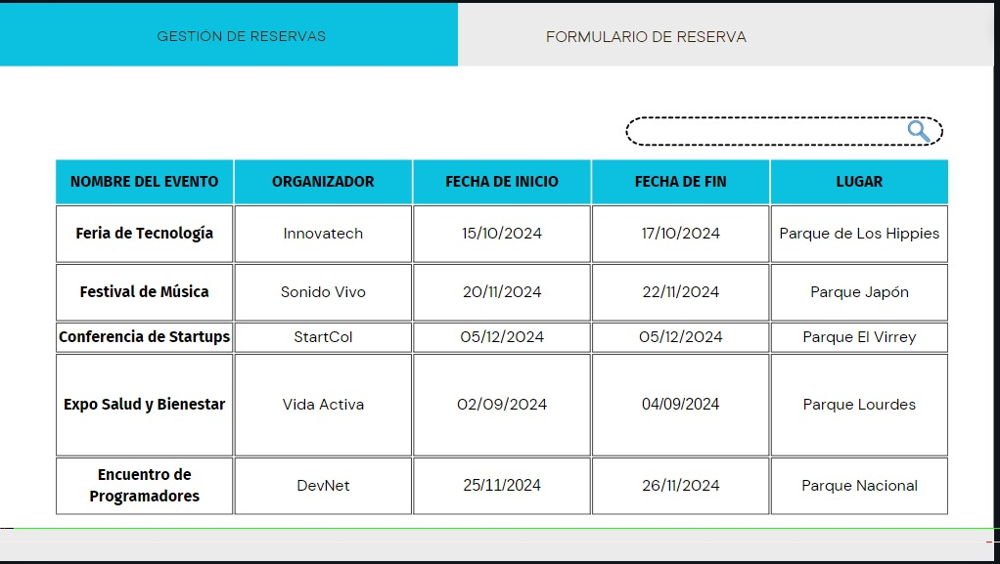 GESTIÓN DE RESERVAS
FORMULARIO DE RESERVA
NOMBRE DEL EVENTO ORGANIZADOR FECHA DE INICIO FECHA DE FIN LUGAR
Feria de Tecnología Innovatech 15/10/2024 17/10/2024 Parque de Los Hippies
Festival de Música Sonido Vivo 20/11/2024 22/11/2024 Parque Japón
Conferencia de Startups StartCol 05/12/2024 05/12/2024 Parque El Virrey
Expo Salud y Bienestar Vida Activa 02/09/2024 04/09/2024 Parque Lourdes
Encuentro de
Programadores DevNet 25/11/2024 26/11/2024 Parque Nacional